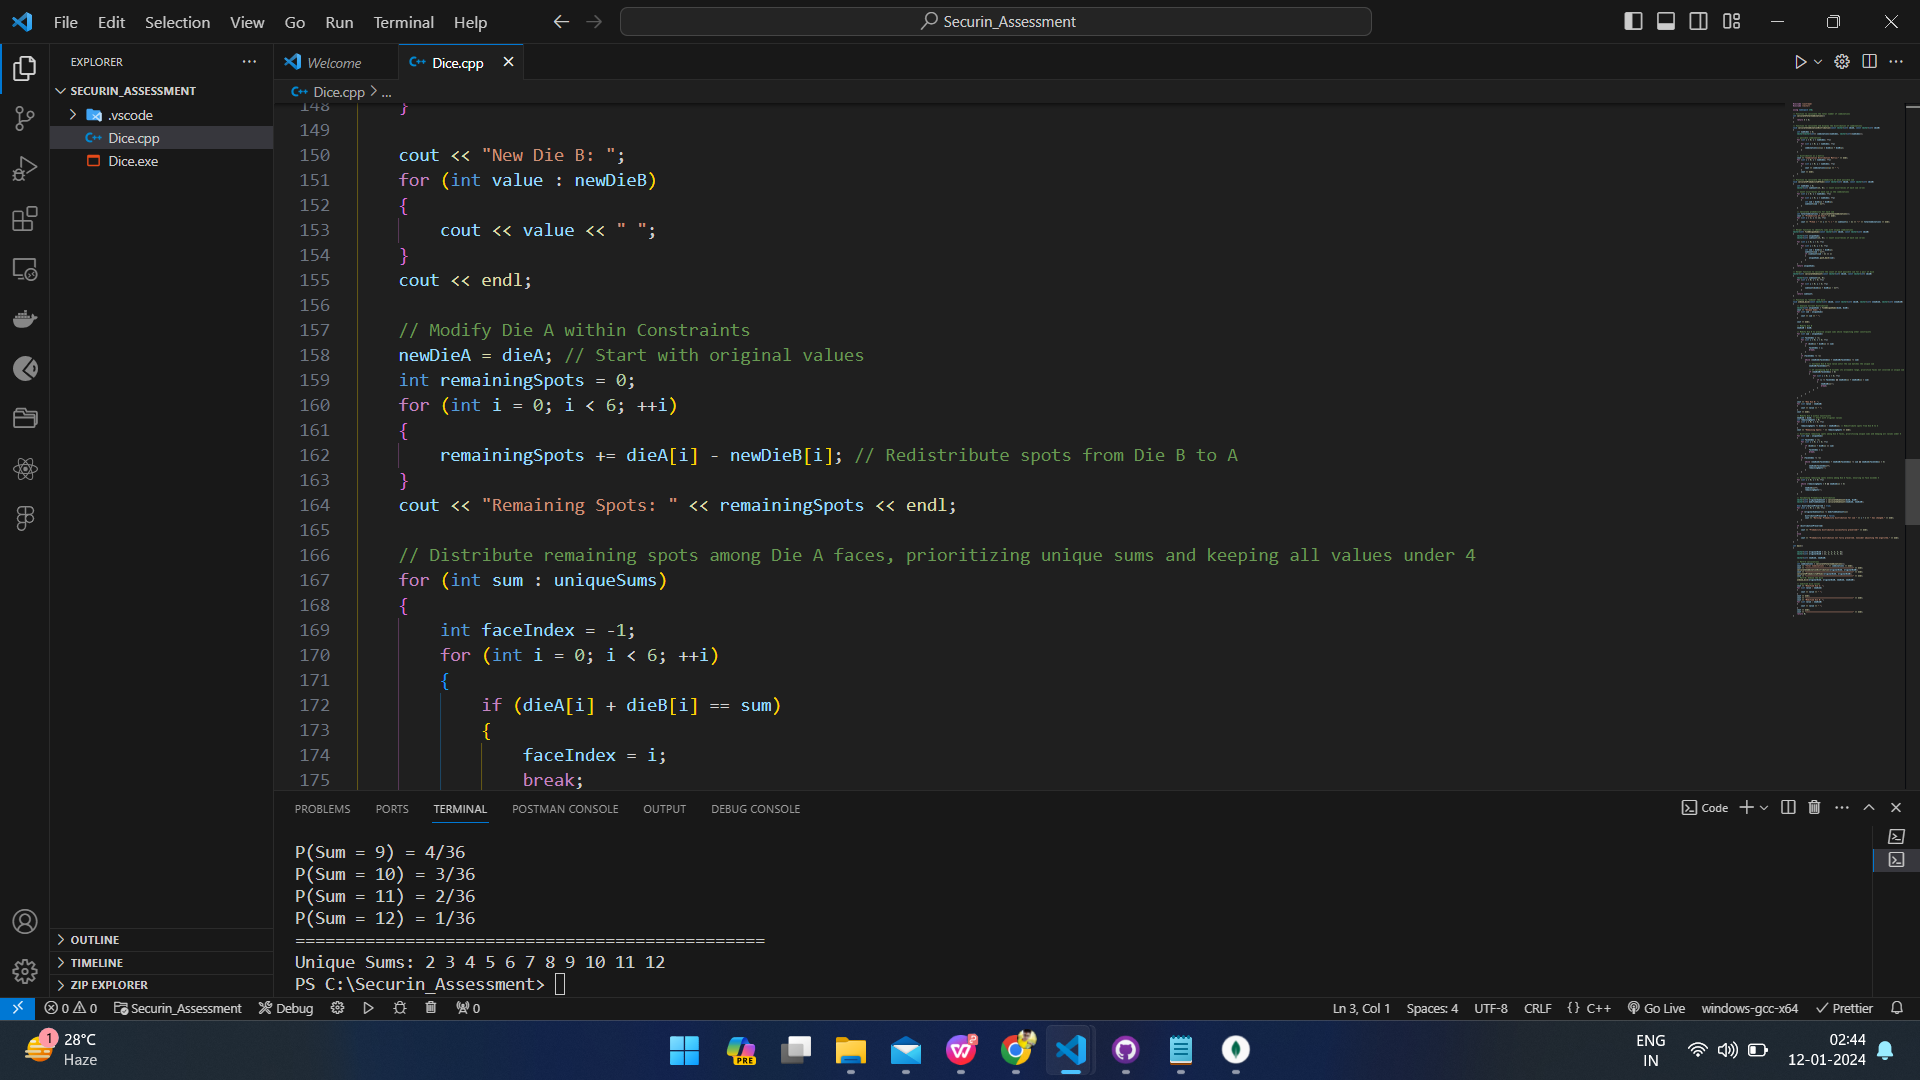 File Edit Selection View Go Run Terminal Help
Securin_Assessment
EXPLORER
Welcome
Dice.cpp
SECURIN_ASSESSMENT
.vscode
Dice.cpp
Dice.exe
OUTLINE
TIMELINE
ZIP EXPLORER
Dice.cpp > ...
148 }
149
150 cout << "New Die B: ";
151 for (int value : newDieB)
152 {
153 cout << value << " ";
154 }
155 cout << endl;
156
157 // Modify Die A within Constraints
158 newDieA = dieA; // Start with original values
159 int remainingSpots = 0;
160 for (int i = 0; i < 6; ++i)
161 {
162 remainingSpots += dieA[i] - newDieB[i]; // Redistribute spots from Die B to A
163 }
164 cout << "Remaining Spots: " << remainingSpots << endl;
165
166 // Distribute remaining spots among Die A faces, prioritizing unique sums and keeping all values under 4
167 for (int sum : uniqueSums)
168 {
169 int faceIndex = -1;
170 for (int i = 0; i < 6; ++i)
171 {
172 if (dieA[i] + dieB[i] == sum)
173 {
174 faceIndex = i;
175 break;
PROBLEMS PORTS TERMINAL POSTMAN CONSOLE OUTPUT DEBUG CONSOLE
Code
P(Sum = 9) = 4/36
P(Sum = 10) = 3/36
P(Sum = 11) = 2/36
P(Sum = 12) = 1/36
===============================================
Unique Sums: 2 3 4 5 6 7 8 9 10 11 12
PS C:\Securin_Assessment>
0 0 Securin_Assessment Debug 0 Ln 3, Col 1 Spaces: 4 UTF-8 CRLF {} C++ Go Live windows-gcc-x64 Prettier
1
28°C
Haze
PRE
ENG
IN
02:44
12-01-2024